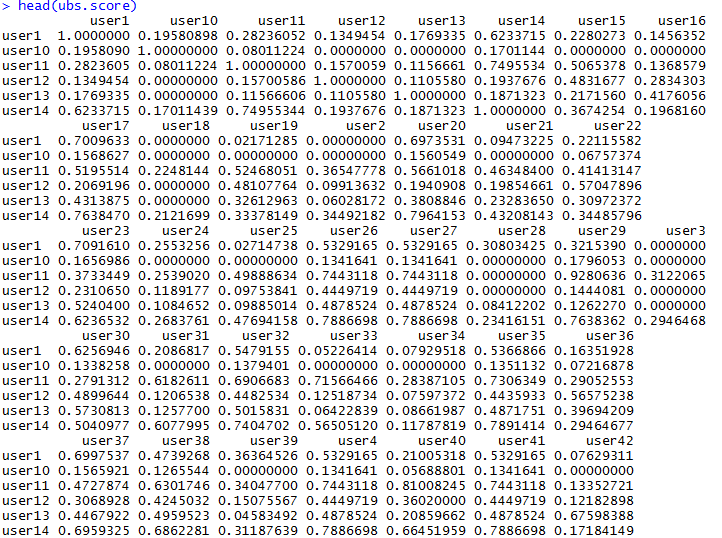 > head(ubs.score)
user1 user10 user11 user12 user13 user14 user15 user16
user1 1.0000000 0.19580898 0.28236052 0.1349454 0.1769335 0.6233715 0.2280273 0.1456352
user10 0.1958090 1.00000000 0.08011224 0.0000000 0.0000000 0.1701144 0.0000000 0.0000000
user11 0.2823605 0.08011224 1.00000000 0.1570059 0.1156661 0.7495534 0.5065378 0.1368579
user12 0.1349454 0.00000000 0.15700586 1.0000000 0.1105580 0.1937676 0.4831677 0.2834303
user13 0.1769335 0.00000000 0.11566606 0.1105580 1.0000000 0.1871323 0.2171560 0.4176056
user14 0.6233715 0.17011439 0.74955344 0.1937676 0.1871323 1.0000000 0.3674254 0.1968160
user17 user18 user19 user2 user20 user21 user22
user1 0.7009633 0.0000000 0.02171285 0.00000000 0.6973531 0.09473225 0.22115582
user10 0.1568627 0.0000000 0.00000000 0.00000000 0.1560549 0.00000000 0.06757374
user11 0.5195514 0.2248144 0.52468051 0.36547778 0.5661018 0.46348400 0.41413147
user12 0.2069196 0.0000000 0.48107764 0.09913632 0.1940908 0.19854661 0.57047896
user13 0.4313875 0.0000000 0.32612963 0.06028172 0.3808846 0.23283650 0.30972372
user14 0.7638470 0.2121699 0.33378149 0.34492182 0.7964153 0.43208143 0.34485796
user23 user24 user25 user26 user27 user28 user29 user3
user1 0.7091610 0.2553256 0.02714738 0.5329165 0.5329165 0.30803425 0.3215390 0.0000000
user10 0.1656986 0.0000000 0.00000000 0.1341641 0.1341641 0.00000000 0.1796053 0.0000000
user11 0.3733449 0.2539020 0.49888634 0.7443118 0.7443118 0.00000000 0.9280636 0.3122065
user12 0.2310650 0.1189177 0.09753841 0.4449719 0.4449719 0.00000000 0.1444081 0.0000000
user13 0.5240400 0.1084652 0.09885014 0.4878524 0.4878524 0.08412202 0.1262270 0.0000000
user14 0.6236532 0.2683761 0.47694158 0.7886698 0.7886698 0.23416151 0.7638362 0.2946468
user30 user31 user32 user33 user34 user35 user36
user1 0.6256946 0.2086817 0.5479155 0.05226414 0.07929518 0.5366866 0.16351928
user10 0.1338258 0.0000000 0.1379401 0.00000000 0.00000000 0.1351132 0.07216878
user11 0.2791312 0.6182611 0.6906683 0.71566466 0.28387105 0.7306349 0.29052553
user12 0.4899644 0.1206538 0.4482534 0.12518734 0.07597372 0.4435933 0.56575238
user13 0.5730813 0.1257700 0.5015831 0.06422839 0.08661987 0.4871751 0.39694209
user14 0.5040977 0.6077995 0.7404702 0.56505120 0.11787819 0.7891414 0.29464677
user37 user38 user39 user4 user40 user41 user42
user1 0.6997537 0.4739268 0.36364526 0.5329165 0.21005318 0.5329165 0.07629311
user10 0.1565921 0.1265544 0.00000000 0.1341641 0.05688801 0.1341641 0.00000000
user11 0.4727874 0.6301746 0.34047700 0.7443118 0.81008245 0.7443118 0.13352721
user12 0.3068928 0.4245032 0.15075567 0.4449719 0.36020000 0.4449719 0.12182898
user13 0.4467922 0.4959523 0.04583492 0.4878524 0.20859662 0.4878524 0.67598388
user14 0.6959325 0.6862281 0.31187639 0.7886698 0.66451959 0.7886698 0.17184149